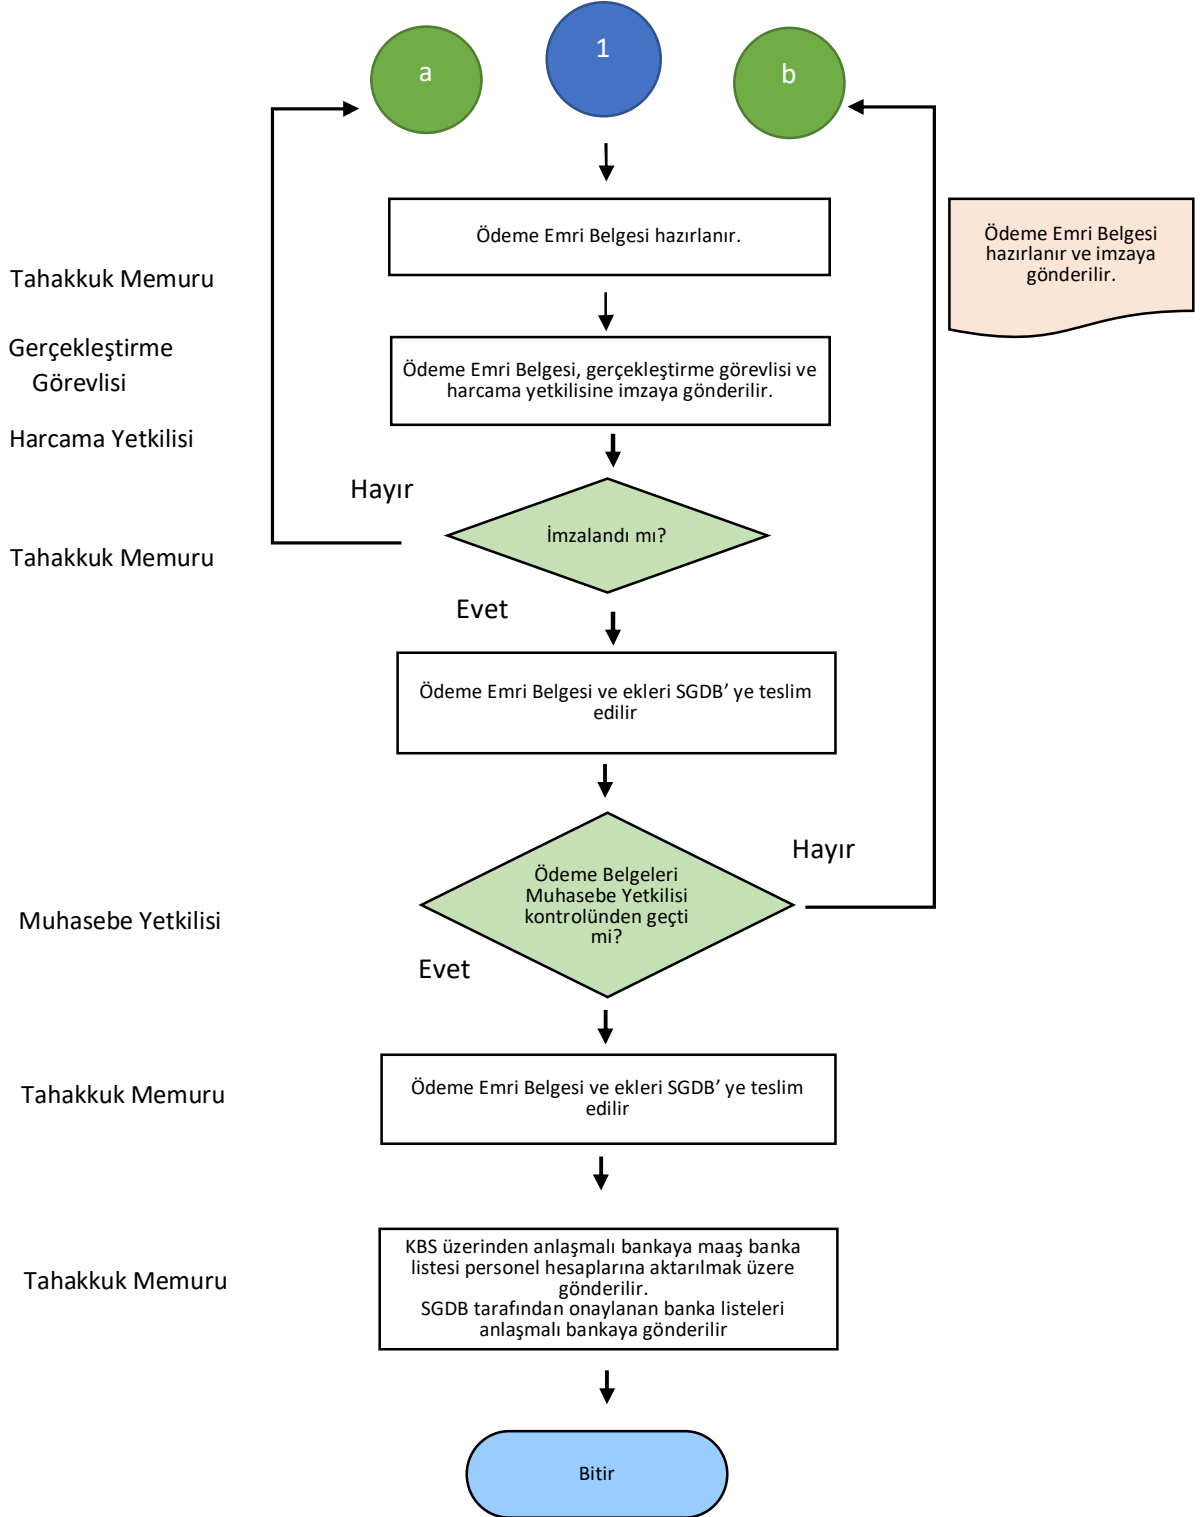 a
1
b
Ödeme Emri Belgesi hazırlanır.
Ödeme Emri Belgesi
hazırlanır ve imzaya
gönderilir.
Tahakkuk Memuru
Gerçekleştirme
Görevlisi
Ödeme Emri Belgesi, gerçekleştirme görevlisi ve
harcama yetkilisine imzaya gönderilir.
Harcama Yetkilisi
Hayır
İmzalandı mı?
Tahakkuk Memuru
Evet
Ödeme Emri Belgesi ve ekleri SGDB’ ye teslim
edilir
Hayır
Ödeme Belgeleri
Muhasebe Yetkilisi
kontrolünden geçti
mi?
Muhasebe Yetkilisi
Evet
Ödeme Emri Belgesi ve ekleri SGDB’ ye teslim
edilir
Tahakkuk Memuru
KBS üzerinden anlaşmalı bankaya maaş banka
listesi personel hesaplarına aktarılmak üzere
gönderilir.
SGDB tarafından onaylanan banka listeleri
anlaşmalı bankaya gönderilir
Tahakkuk Memuru
Bitir